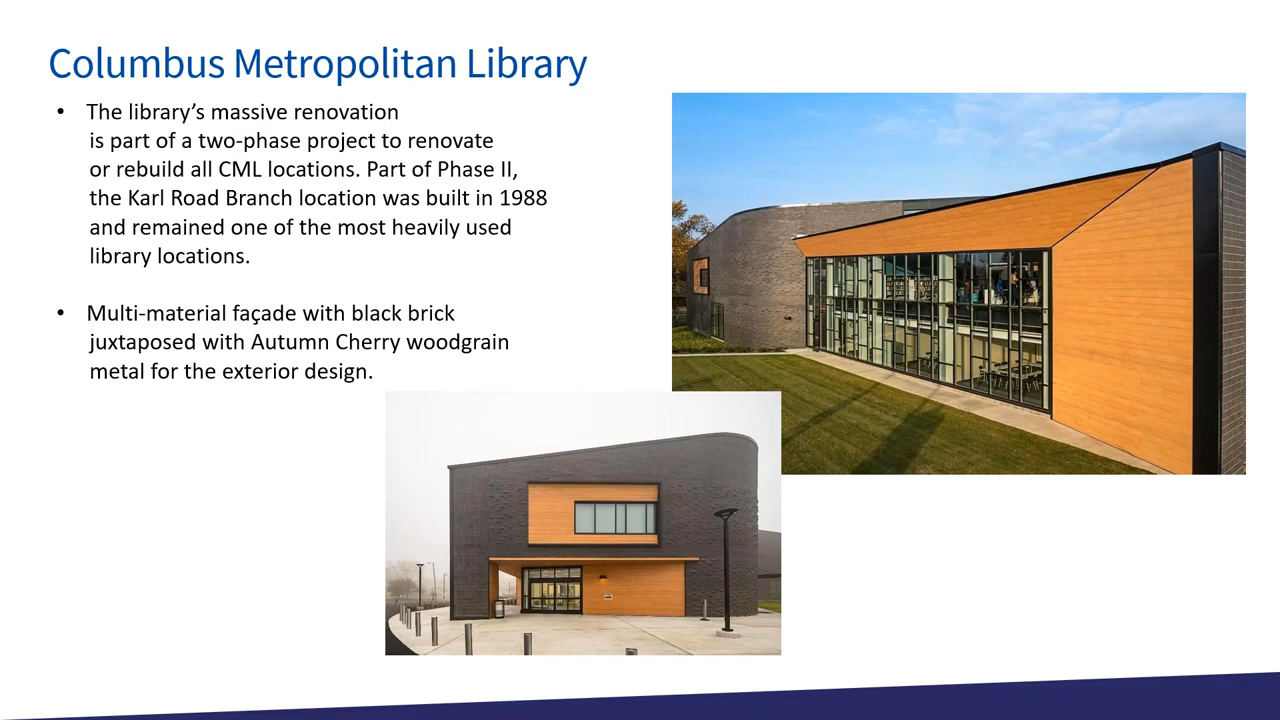 Columbus Metropolitan Library
• The library’s massive renovation
is part of a two-phase project to renovate
or rebuild all CML locations. Part of Phase II,
the Karl Road Branch location was built in 1988
and remained one of the most heavily used
library locations.
• Multi-material façade with black brick
juxtaposed with Autumn Cherry woodgrain
metal for the exterior design.